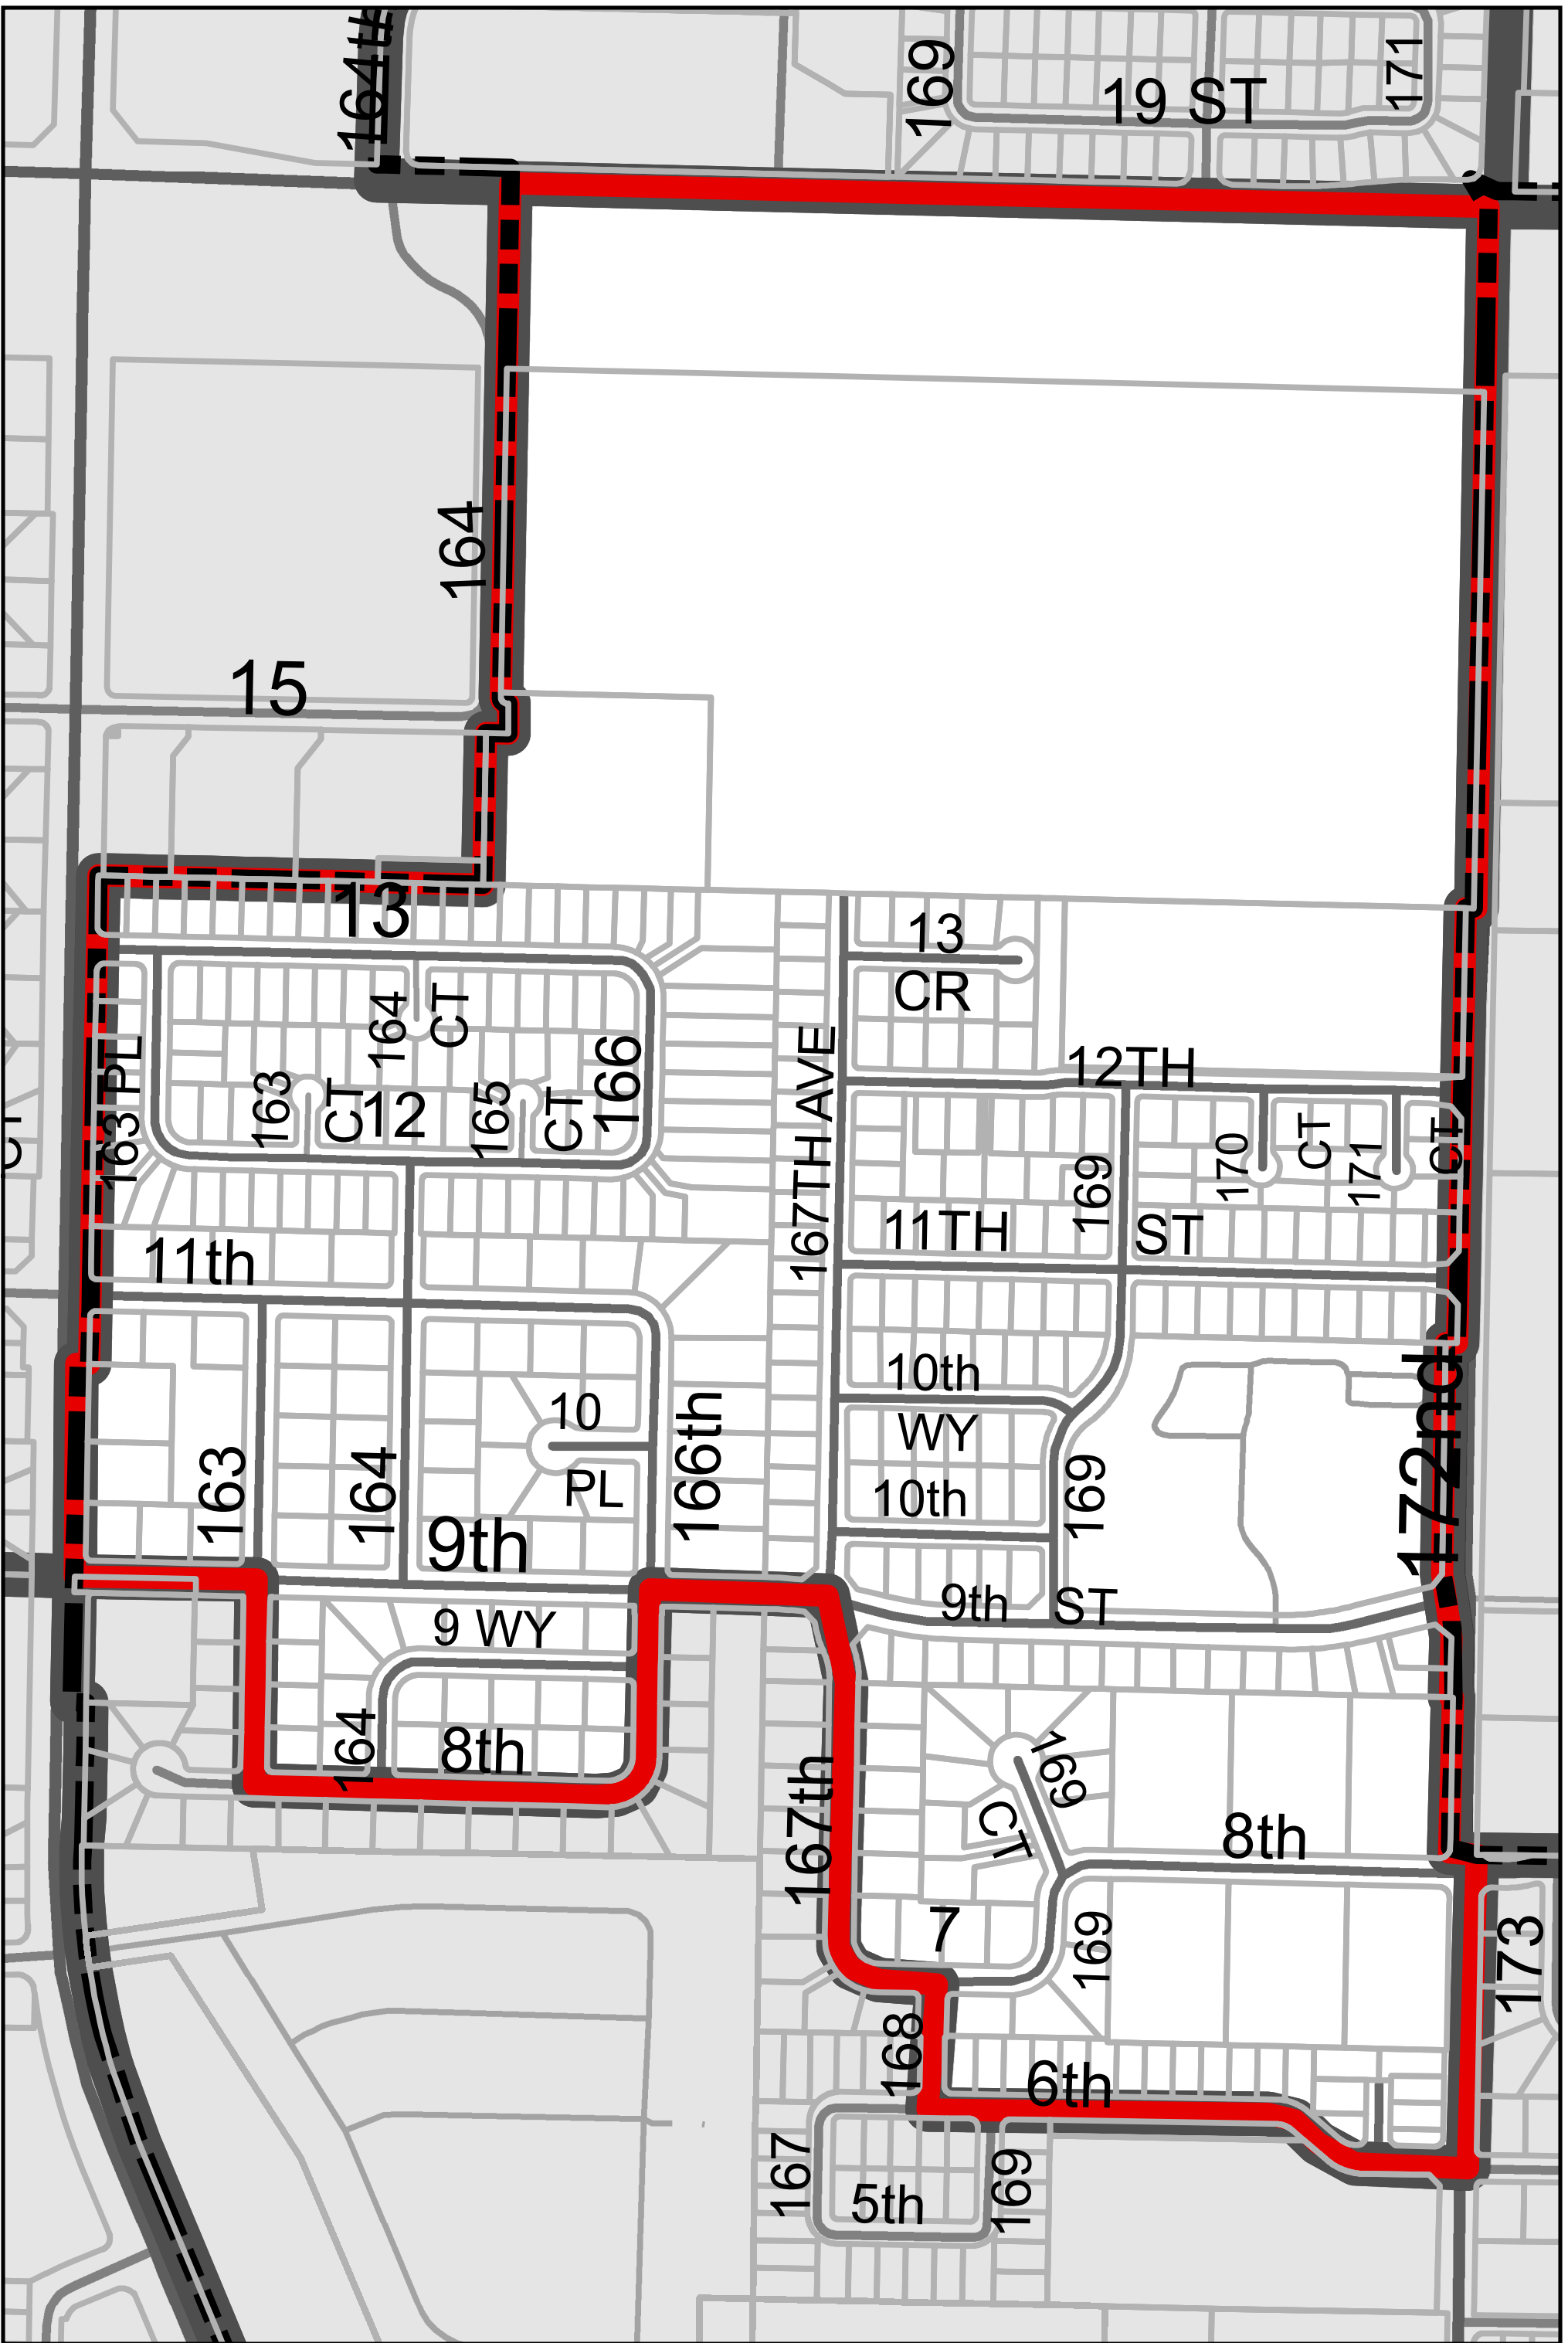 164th
169
171
19 ST
164
15
13
13
CR
164
CT
166
12TH
163 PL
163
CT
12
165
CT
167TH AVE
169
170
CT
171
CT
CT
11th
11TH
ST
10th
172nd
10
WY
163
164
PL
166th
10th
169
9th
9th
ST
9 WY
164
8th
169
167th
CT
8th
7
169
173
168
6th
167
5th
169